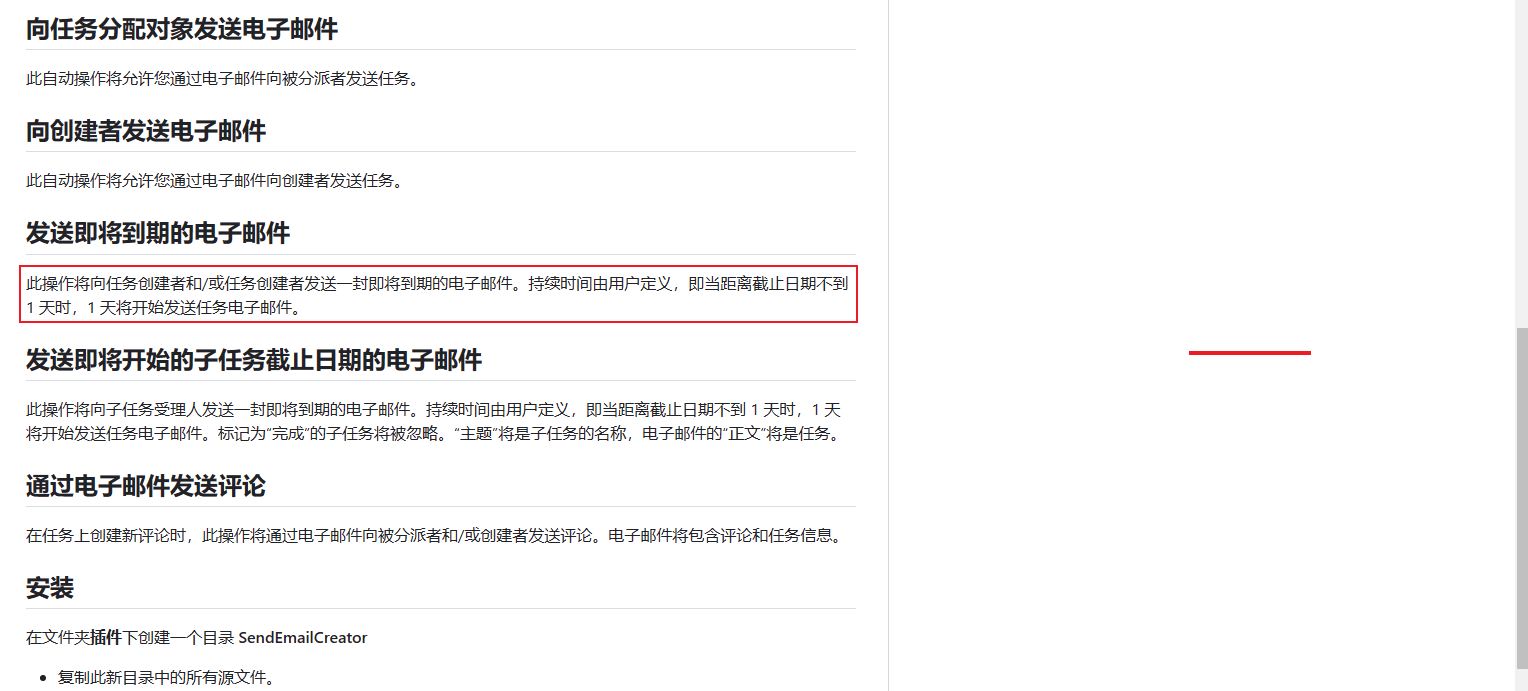 向任务分配对象发送电子邮件
此自动操作将允许您通过电子邮件向被分派者发送任务。
向创建者发送电子邮件
此自动操作将允许您通过电子邮件向创建者发送任务。
发送即将到期的电子邮件
此操作将向任务创建者和/或任务创建者发送一封即将到期的电子邮件。持续时间由用户定义，即当距离截止日期不到
1 天时，1 天将开始发送任务电子邮件。
发送即将开始的子任务截止日期的电子邮件
此操作将向子任务受理人发送一封即将到期的电子邮件。持续时间由用户定义，即当距离截止日期不到 1 天时，1 天
将开始发送任务电子邮件。标记为“完成”的子任务将被忽略。“主题”将是子任务的名称，电子邮件的“正文”将是任务。
通过电子邮件发送评论
在任务上创建新评论时，此操作将通过电子邮件向被分派者和/或创建者发送评论。电子邮件将包含评论和任务信息。
安装
在文件夹插件下创建一个目录 SendEmailCreator
• 复制此新目录中的所有源文件。